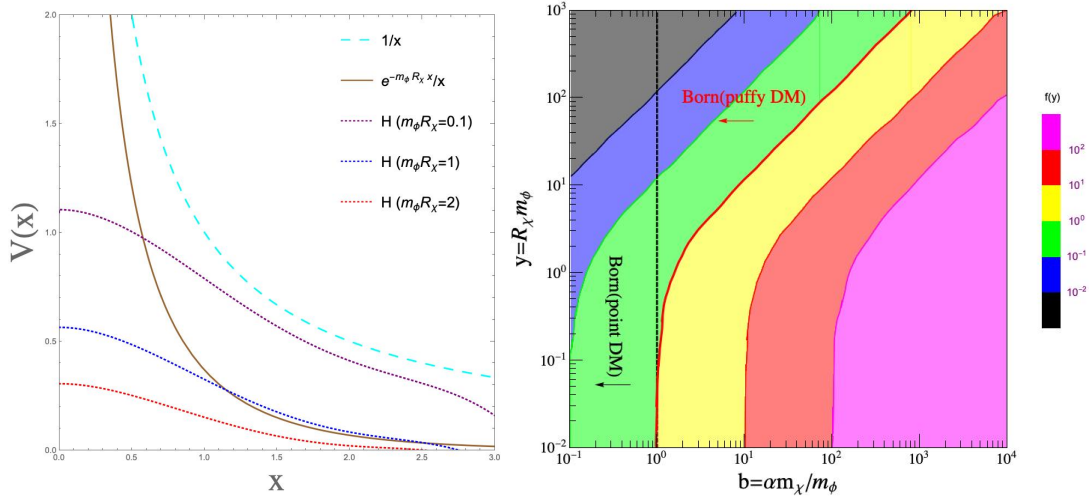 V(x)
2.0
1.5
1.0
0.5
0.0
0.0 0.5 1.0 1.5 2.0 2.5 3.0
x
1/x
e^{-m_ϕ R_χ x}/x
H (m_ϕR_χ=0.1)
H (m_ϕR_χ=1)
H (m_ϕR_χ=2)
y=R_χ m_ϕ
10^3
10^2
10^1
10^0
10^{-1}
10^{-2}
10^{-1} 10^0 10^1 10^2 10^3 10^4
b=αm_χ/m_ϕ
Born(puffy DM)
Born(point DM)
f(y)
10^2
10^1
10^0
10^{-1}
10^{-2}